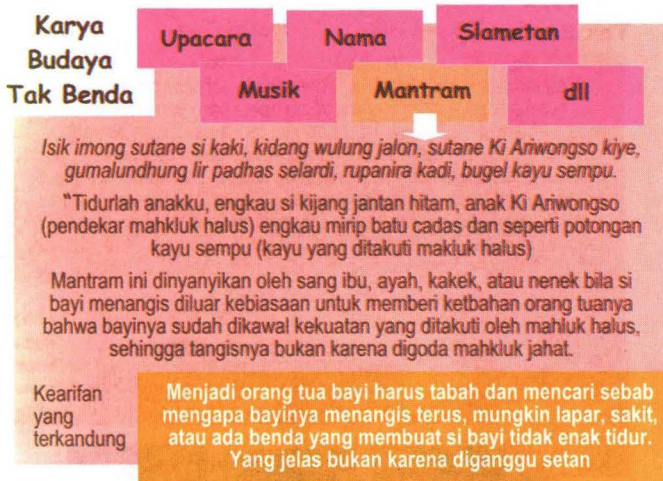 Karya
Budaya
Tak Benda
Upacara
Nama
Slametan
Musik
Mantram
dll
Isik imong sutane si kaki, kidang wulung jalon, sutane Ki Ariwongso kiye,
gumalundhung lir padhas selardi, rupanira kadi, bugel kayu sempu.
"Tidurlah anakku, engkau si kijang jantan hitam, anak Ki Ariwongso
(pendekar mahkluk halus) engkau mirip batu cadas dan seperti potongan
kayu sempu (kayu yang ditakuti makluk halus)
Mantram ini dinyanyikan oleh sang ibu, ayah, kakek, atau nenek bila si
bayi menangis diluar kebiasaan untuk memberi ketbahan orang tuanya
bahwa bayinya sudah dikawal kekuatan yang ditakuti oleh mahluk halus,
sehingga tangisnya bukan karena digoda mahkluk jahat.
Kearifan
yang
terkandung
Menjadi orang tua bayi harus tabah dan mencari sebab
mengapa bayinya menangis terus, mungkin lapar, sakit,
atau ada benda yang membuat si bayi tidak enak tidur.
Yang jelas bukan karena diganggu setan